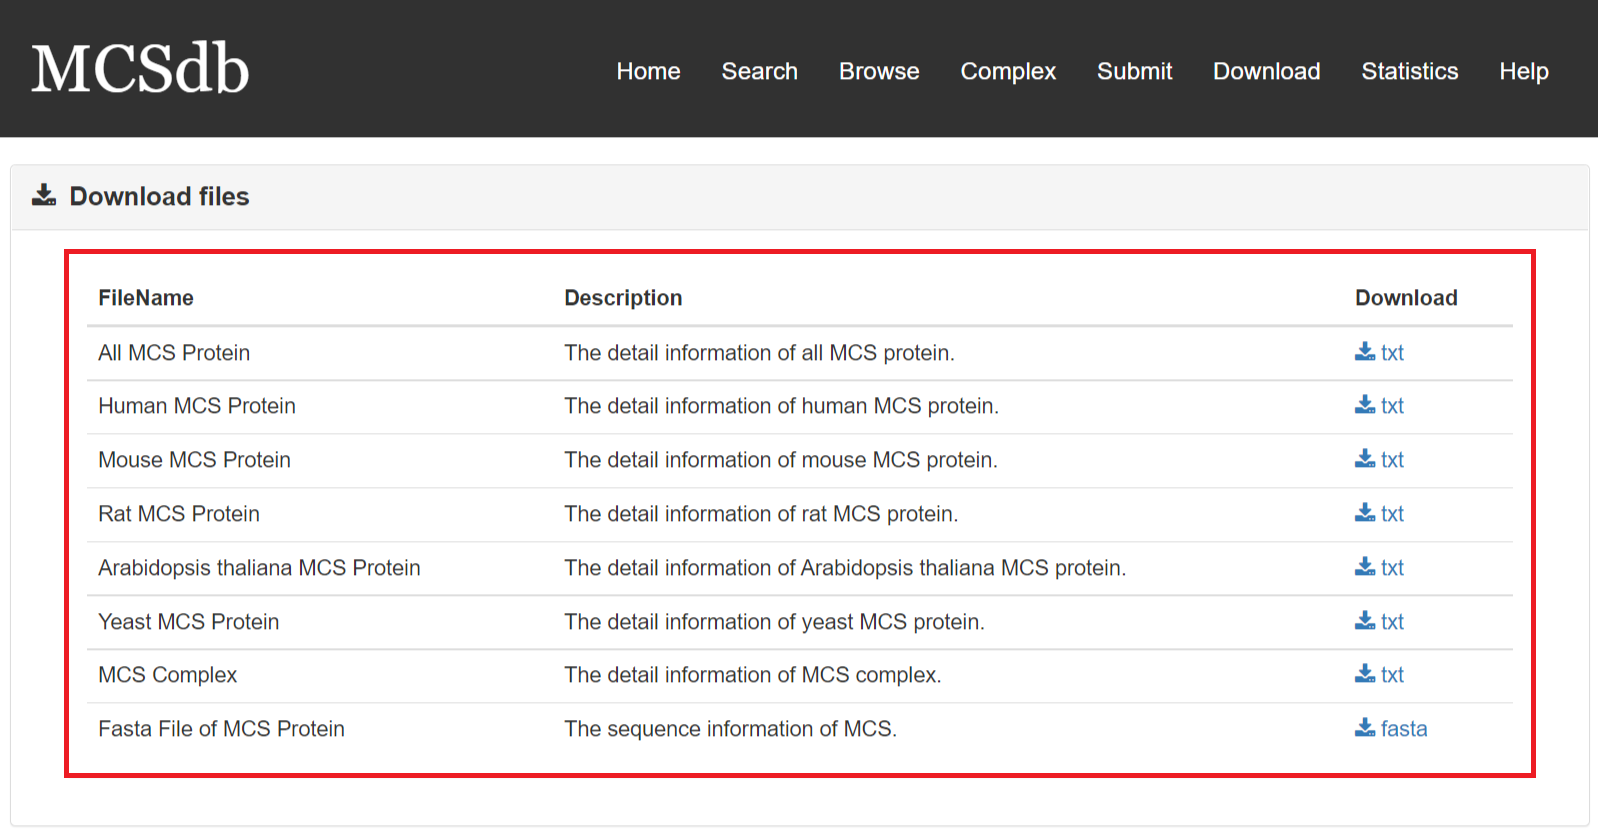 MCSdb
Home Search Browse Complex Submit Download Statistics Help
Download files
FileName Description Download
All MCS Protein The detail information of all MCS protein. txt
Human MCS Protein The detail information of human MCS protein. txt
Mouse MCS Protein The detail information of mouse MCS protein. txt
Rat MCS Protein The detail information of rat MCS protein. txt
Arabidopsis thaliana MCS Protein The detail information of Arabidopsis thaliana MCS protein. txt
Yeast MCS Protein The detail information of yeast MCS protein. txt
MCS Complex The detail information of MCS complex. txt
Fasta File of MCS Protein The sequence information of MCS. fasta